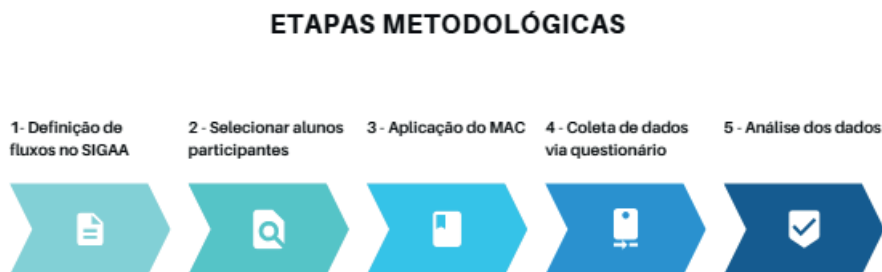 ETAPAS METODOLÓGICAS
1- Definição de
fluxos no SIGAA
2 - Selecionar alunos
participantes
3 - Aplicação do MAC
4 - Coleta de dados
via questionário
5 - Análise dos dados